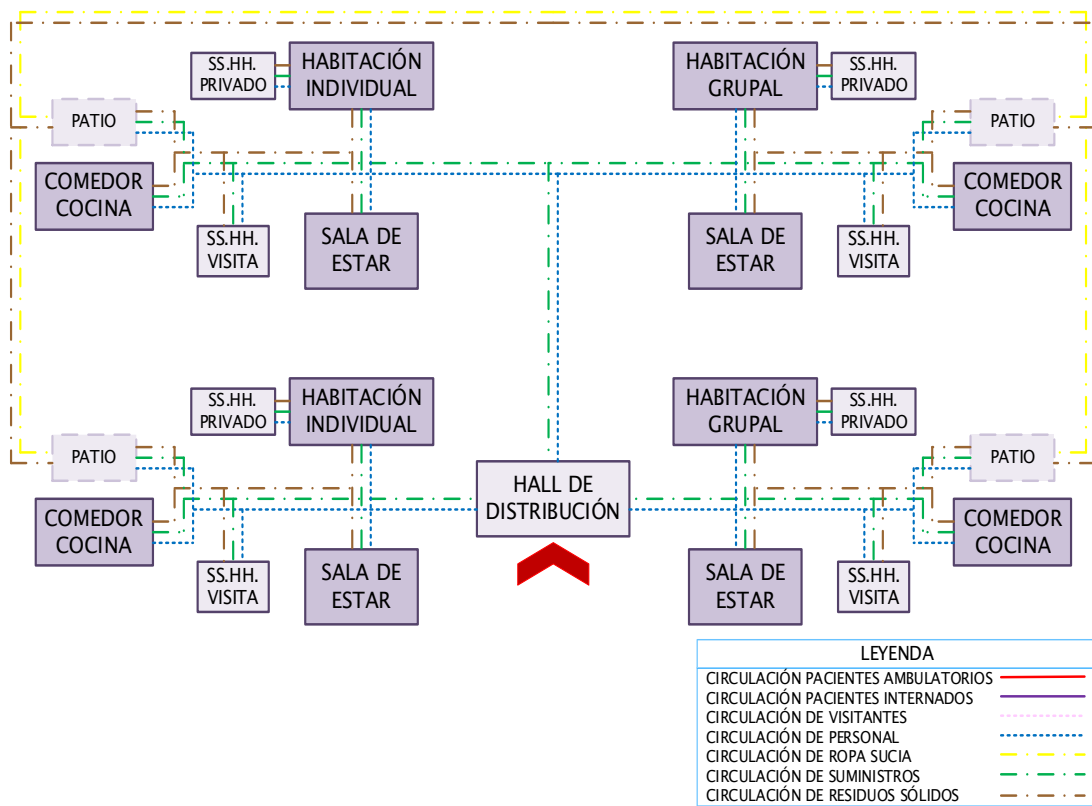 SS.HH.
PRIVADO
HABITACIÓN
INDIVIDUAL
HABITACIÓN
GRUPAL
SS.HH.
PRIVADO
PATIO
PATIO
COMEDOR
COCINA
SS.HH.
VISITA
SALA DE
ESTAR
SALA DE
ESTAR
SS.HH.
VISITA
COMEDOR
COCINA
SS.HH.
PRIVADO
HABITACIÓN
INDIVIDUAL
HABITACIÓN
GRUPAL
SS.HH.
PRIVADO
PATIO
PATIO
COMEDOR
COCINA
SS.HH.
VISITA
SALA DE
ESTAR
HALL DE
DISTRIBUCIÓN
SALA DE
ESTAR
SS.HH.
VISITA
COMEDOR
COCINA
LEYENDA
CIRCULACIÓN PACIENTES AMBULATORIOS
CIRCULACIÓN PACIENTES INTERNADOS
CIRCULACIÓN DE VISITANTES
CIRCULACIÓN DE PERSONAL
CIRCULACIÓN DE ROPA SUCIA
CIRCULACIÓN DE SUMINISTROS
CIRCULACIÓN DE RESIDUOS SÓLIDOS